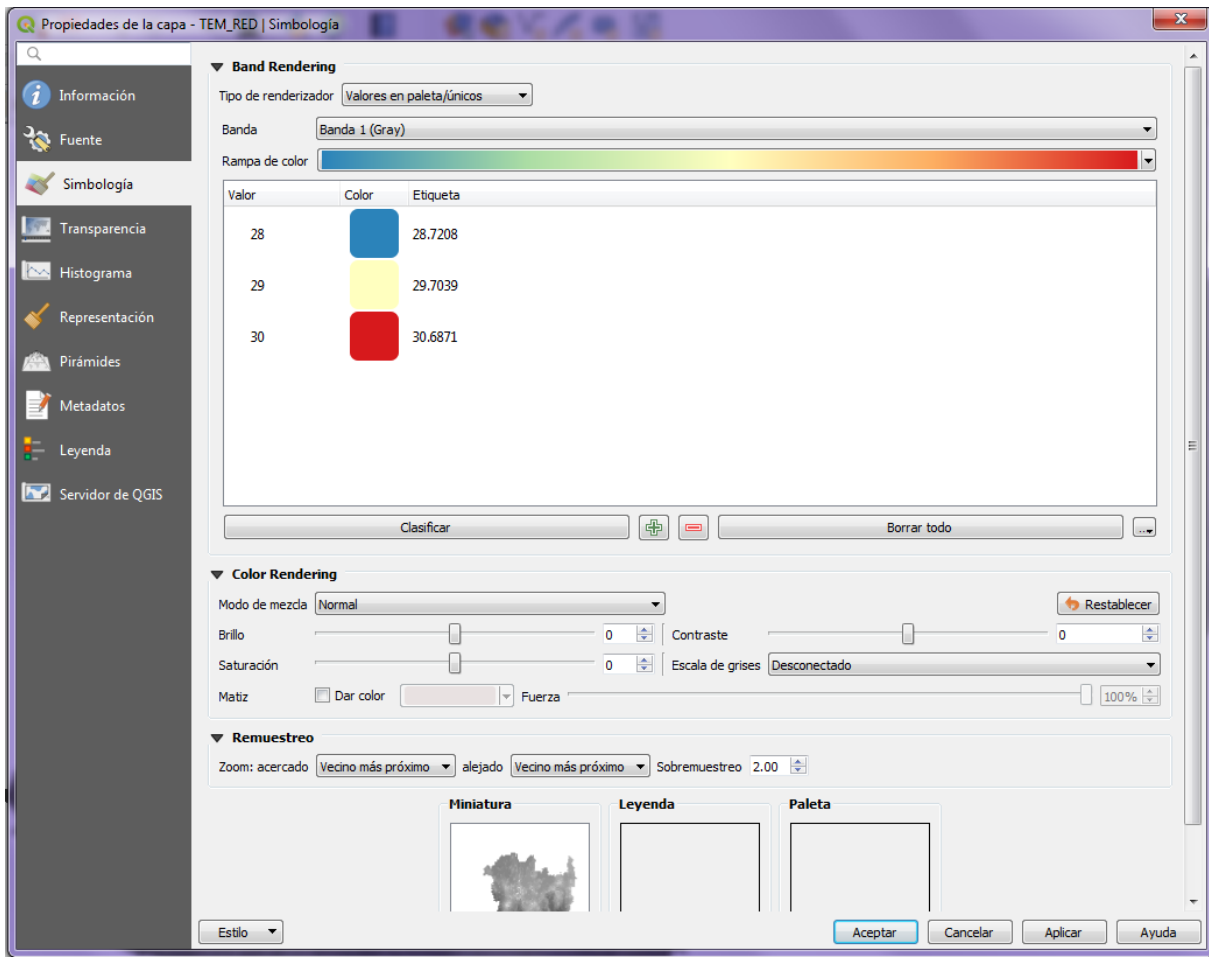 Propiedades de la capa - TEM_RED | Simbología
Información
Fuente
Simbología
Transparencia
Histograma
Representación
Pirámides
Metadatos
Leyenda
Servidor de QGIS
Band Rendering
Tipo de renderizador Valores en paleta/únicos
Banda Banda 1 (Gray)
Rampa de color
Valor Color Etiqueta
28 28.7208
29 29.7039
30 30.6871
Clasificar Borrar todo ...
Color Rendering
Modo de mezcla Normal Restablecer
Brillo 0 Contraste 0
Saturación 0 Escala de grises Desconectado
Matiz Dar color Fuerza 100%
Remuestreo
Zoom: acercado Vecino más próximo alejado Vecino más próximo Sobremuestreo 2.00
Miniatura Leyenda Paleta
Estilo Aceptar Cancelar Aplicar Ayuda